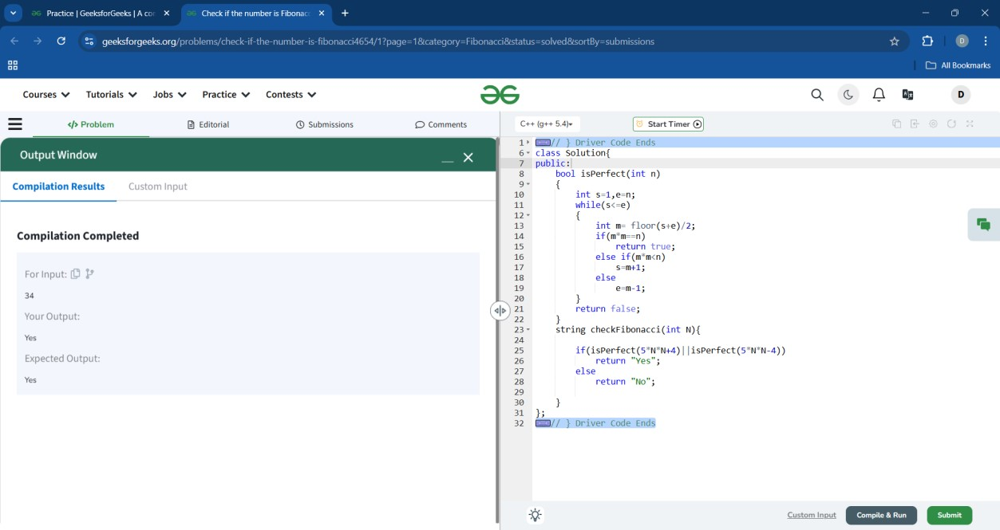 Practice | GeeksforGeeks | A co
Check if the number is Fibonac
geeksforgeeks.org/problems/check-if-the-number-is-fibonacci4654/1?page=1&category=Fibonacci&status=solved&sortBy=submissions
D
All Bookmarks
Courses
Tutorials
Jobs
Practice
Contests
D
</> Problem
Editorial
Submissions
Comments
C++ (g++ 5.4)
Start Timer
Output Window
Compilation Results
Custom Input
Compilation Completed
For Input:
34
Your Output:
Yes
Expected Output:
Yes
1 // } Driver Code Ends
6 class Solution{
7 public:
8 bool isPerfect(int n)
9 {
10 int s=1,e=n;
11 while(s<=e)
12 {
13 int m= floor(s+e)/2;
14 if(m*m==n)
15 return true;
16 else if(m*m<n)
17 s=m+1;
18 else
19 e=m-1;
20 }
21 return false;
22 }
23 string checkFibonacci(int N){
24
25 if(isPerfect(5*N*N+4)||isPerfect(5*N*N-4))
26 return "Yes";
27 else
28 return "No";
29
30 }
31 };
32 // } Driver Code Ends
Custom Input
Compile & Run
Submit